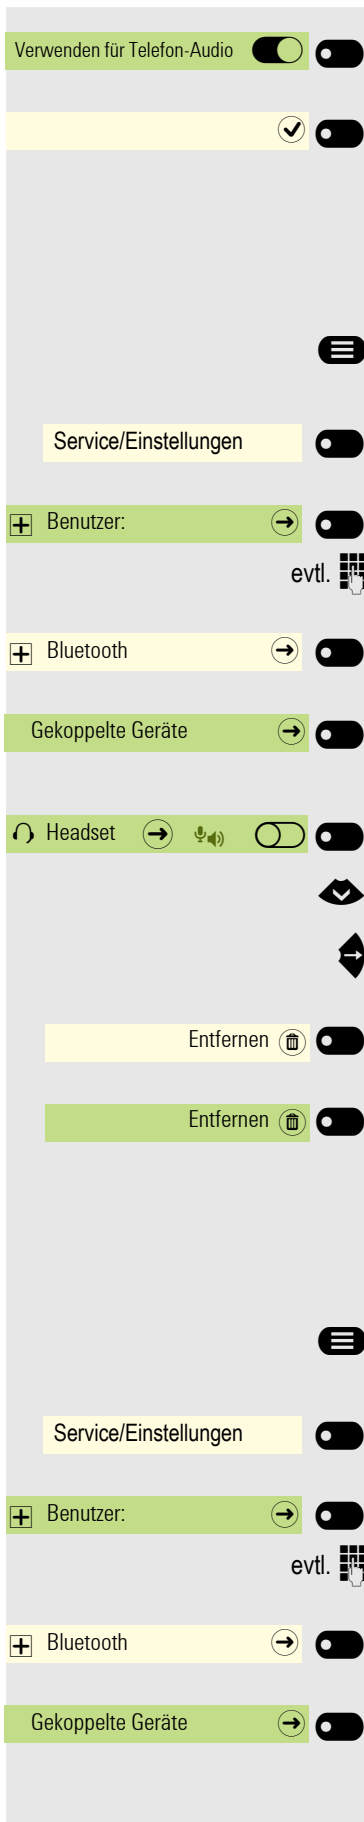 Verwenden für Telefon-Audio
Service/Einstellungen
Benutzer:
evtl.
Bluetooth
Gekoppelte Geräte
Headset
Entfernen
Entfernen
Service/Einstellungen
Benutzer:
evtl.
Bluetooth
Gekoppelte Geräte